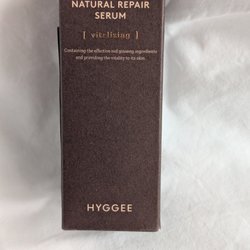 NATURAL REPAIR
SERUM
[ vitalizing ]
Containing the effective red ginseng ingredients
and providing the vitality to its skin.
HYGGEE